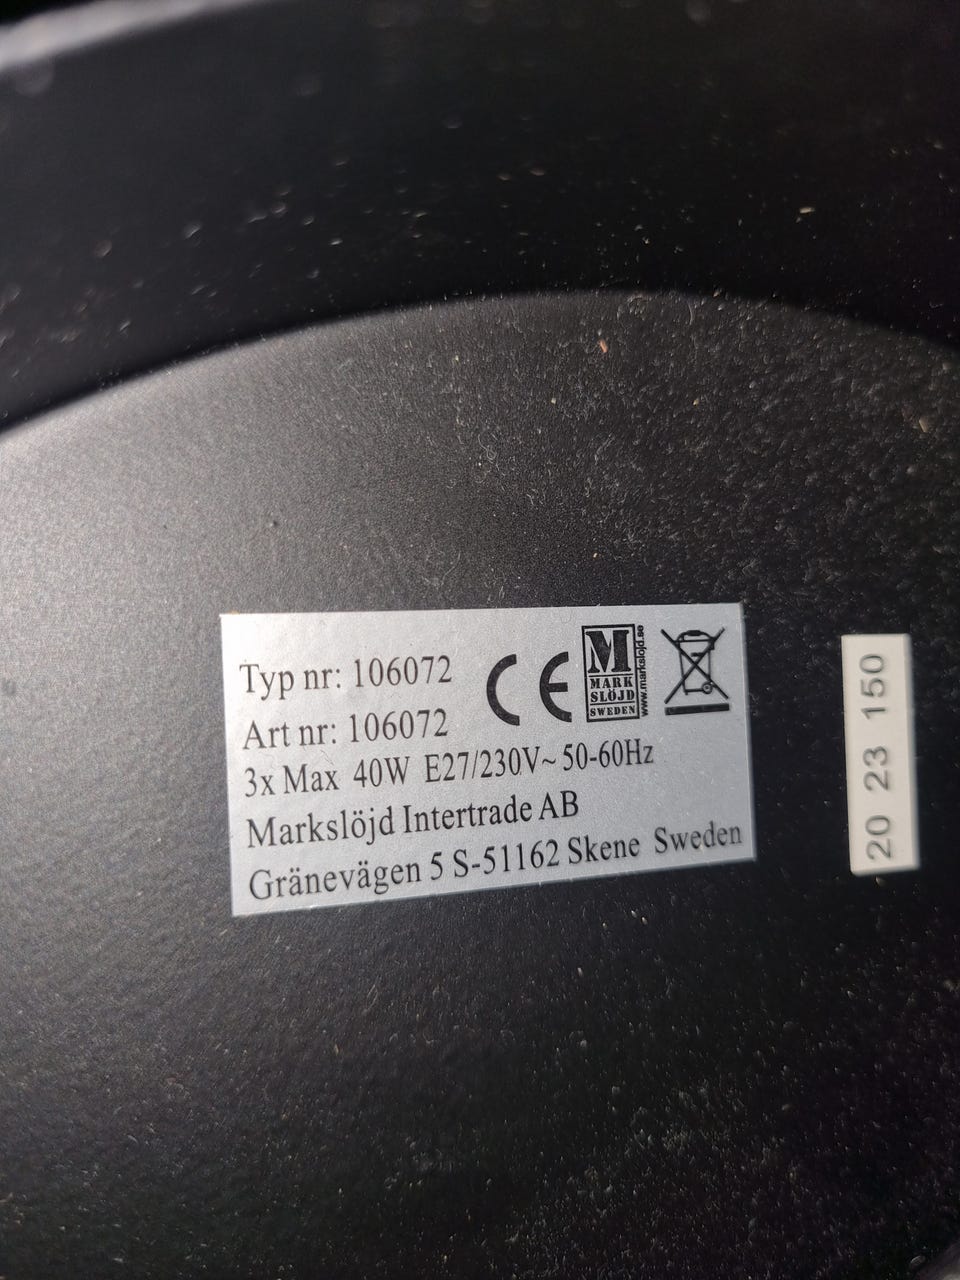 Typ nr: 106072
Art nr: 106072
3x Max 40W E27/230V~ 50-60Hz
Markslöjd Intertrade AB
Gränevägen 5 S-51162 Skene Sweden
CE
M
MARK
SLÖJD
SWEDEN
www.markslojd.se
20 23 150